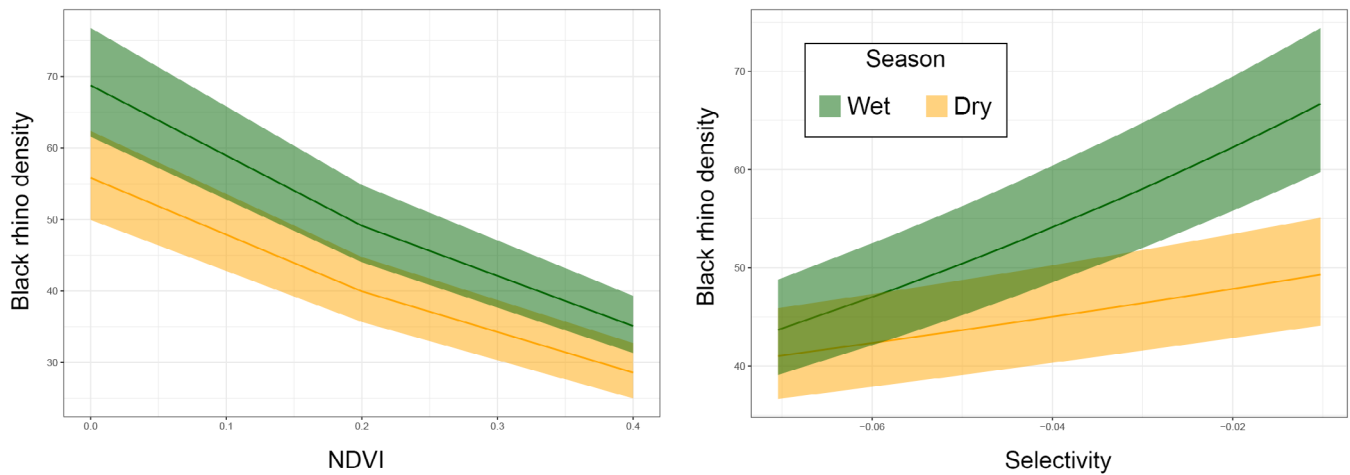 Black rhino density
70
60
50
40
30
0.0 0.1 0.2 0.3 0.4
NDVI
Black rhino density
70
60
50
40
−0.06 −0.04 −0.02
Selectivity
Season
Wet Dry